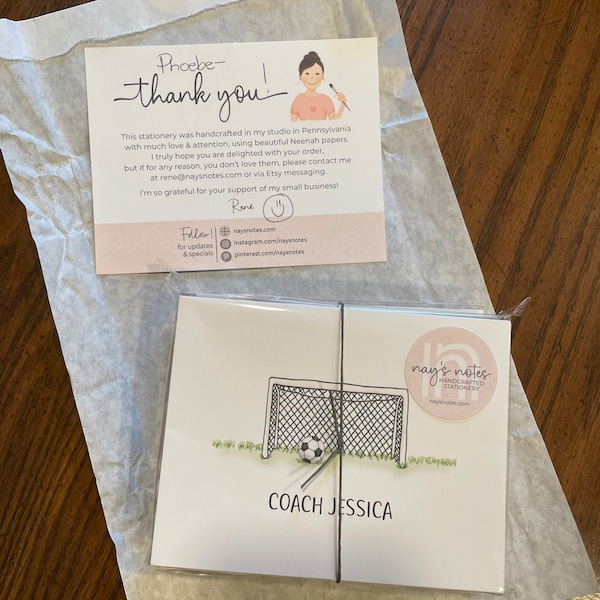 Phoebe-
thank you!
This stationery was handcrafted in my studio in Pennsylvania
with much love & attention, using beautiful Neenah papers.
I truly hope you are delighted with your order,
but if for any reason, you don't love them, please contact me
at rene@naysnotes.com or via Etsy messaging.
I'm so grateful for your support of my small business!
René
Follow!
for updates
& specials
naysnotes.com
instagram.com/naysnotes
pinterest.com/naysnotes
n
nay's notes
HANDCRAFTED
STATIONERY
naysnotes.com
COACH JESSICA